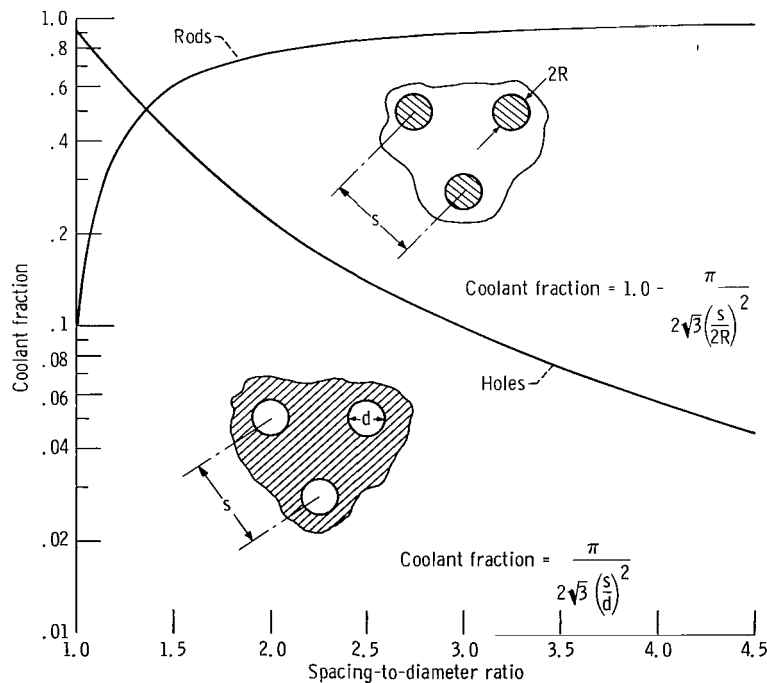 1.0
.8
.6
.4
.2
.1
.08
.06
.04
.02
.01
Coolant fraction
Rods
2R
s
Coolant fraction = 1.0 - π / 2√3 (s/2R)^2
Holes
d
s
Coolant fraction = π / 2√3 (s/d)^2
1.0 1.5 2.0 2.5 3.0 3.5 4.0 4.5
Spacing-to-diameter ratio